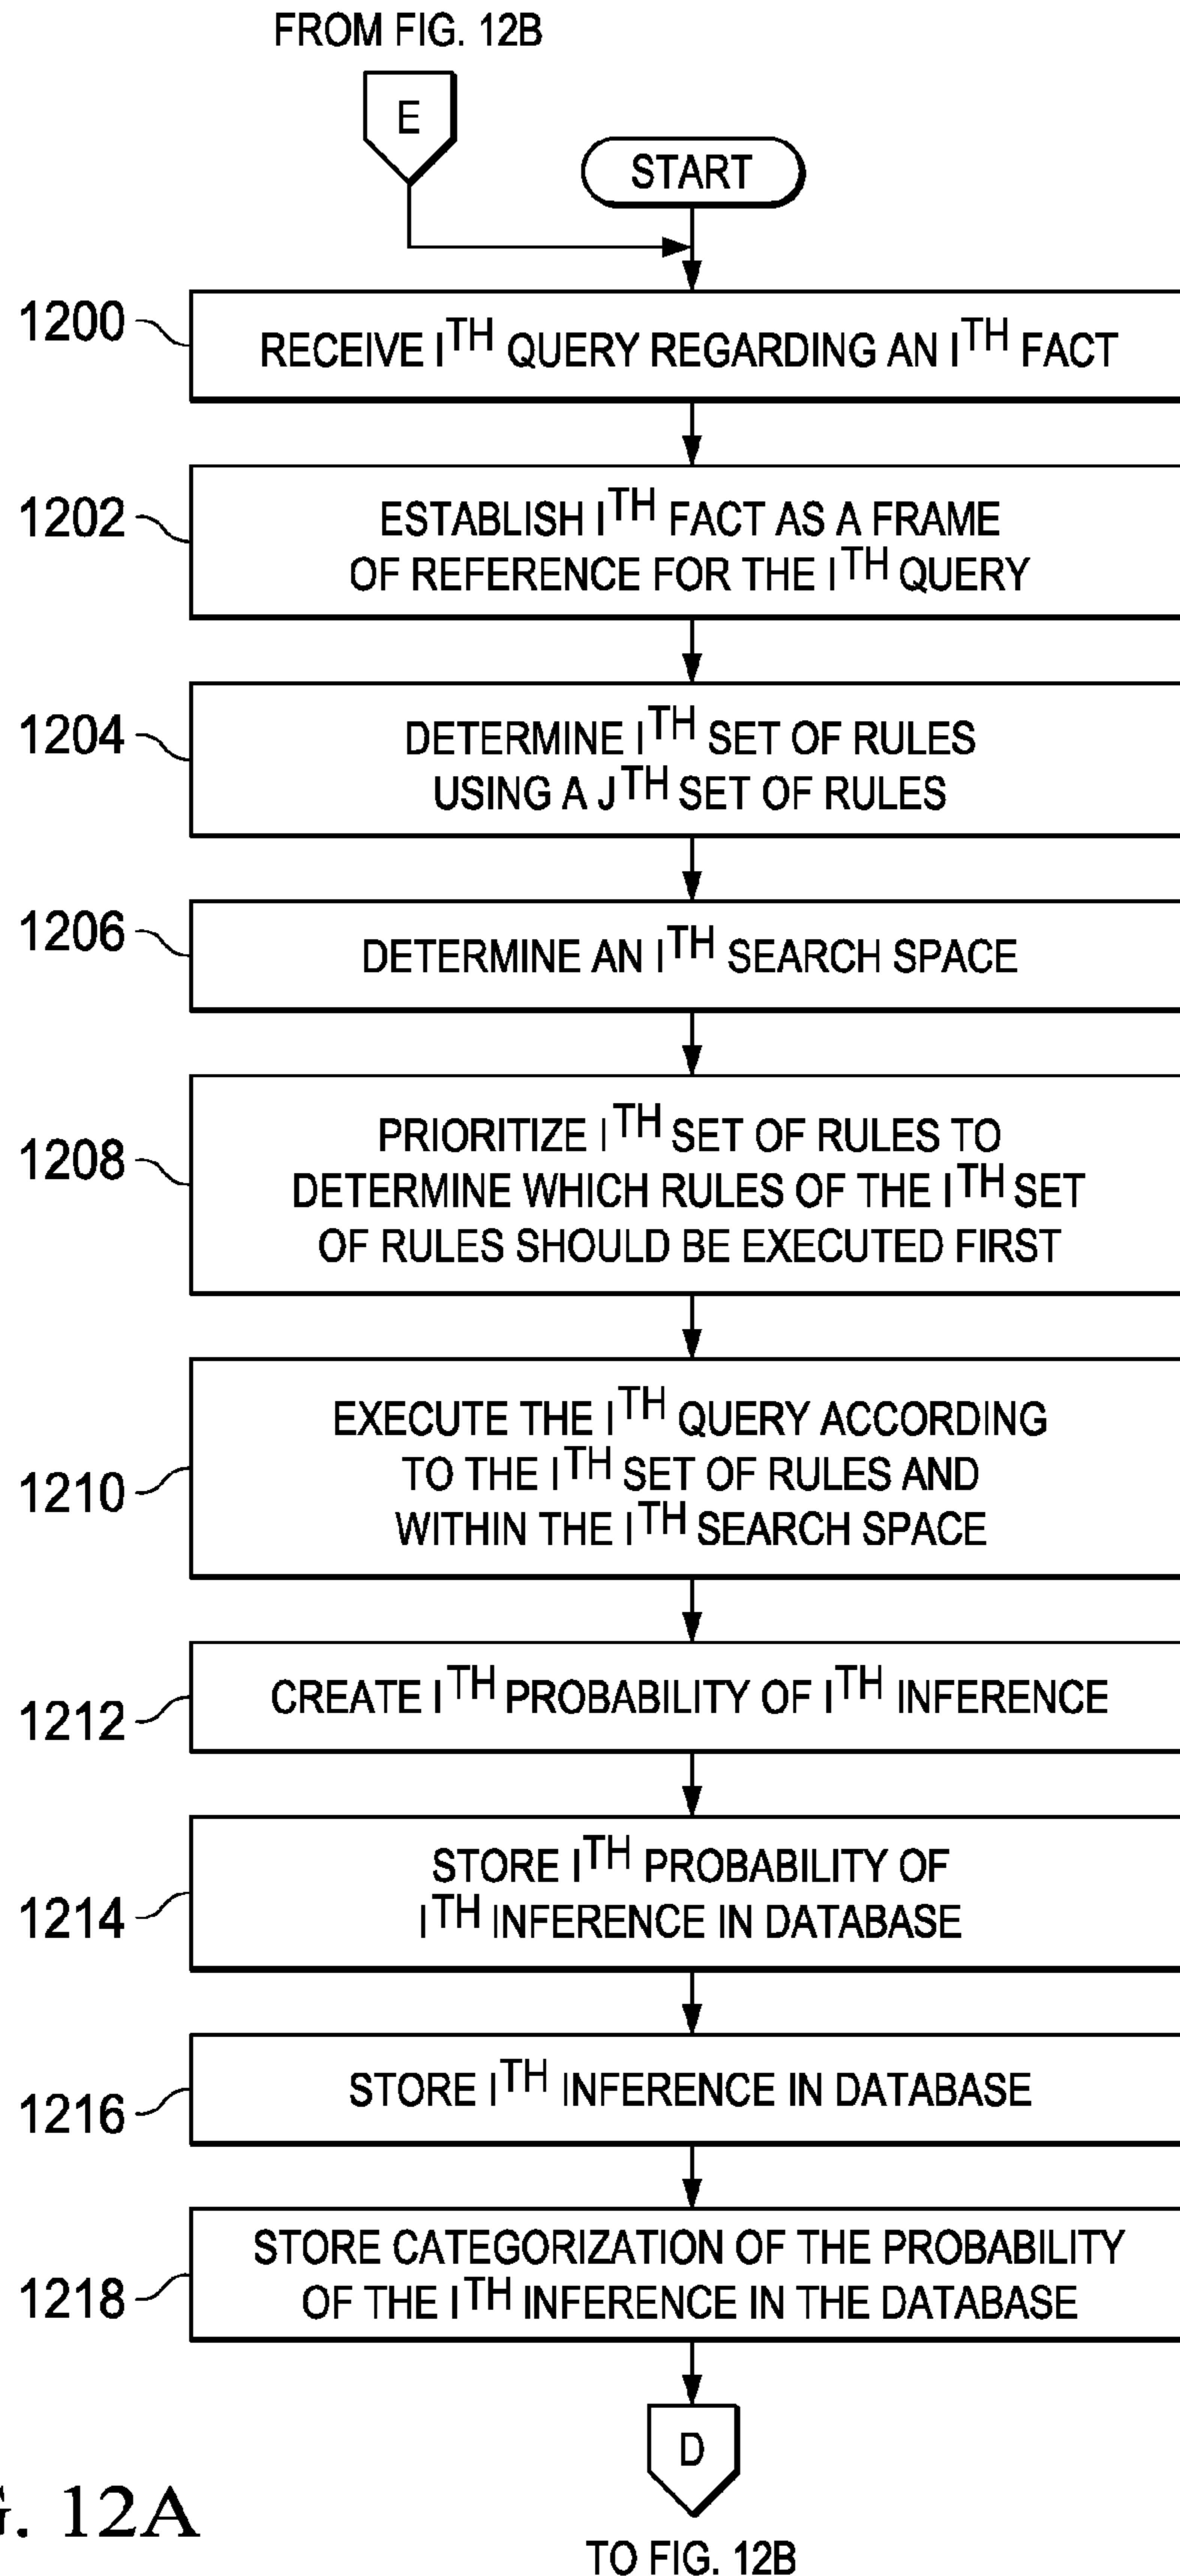 FROM FIG. 12B
E
START
1200
RECEIVE I^TH QUERY REGARDING AN I^TH FACT
1202
ESTABLISH I^TH FACT AS A FRAME
OF REFERENCE FOR THE I^TH QUERY
1204
DETERMINE I^TH SET OF RULES
USING A J^TH SET OF RULES
1206
DETERMINE AN I^TH SEARCH SPACE
1208
PRIORITIZE I^TH SET OF RULES TO
DETERMINE WHICH RULES OF THE I^TH SET
OF RULES SHOULD BE EXECUTED FIRST
1210
EXECUTE THE I^TH QUERY ACCORDING
TO THE I^TH SET OF RULES AND
WITHIN THE I^TH SEARCH SPACE
1212
CREATE I^TH PROBABILITY OF I^TH INFERENCE
1214
STORE I^TH PROBABILITY OF
I^TH INFERENCE IN DATABASE
1216
STORE I^TH INFERENCE IN DATABASE
1218
STORE CATEGORIZATION OF THE PROBABILITY
OF THE I^TH INFERENCE IN THE DATABASE
D
G. 12A
TO FIG. 12B